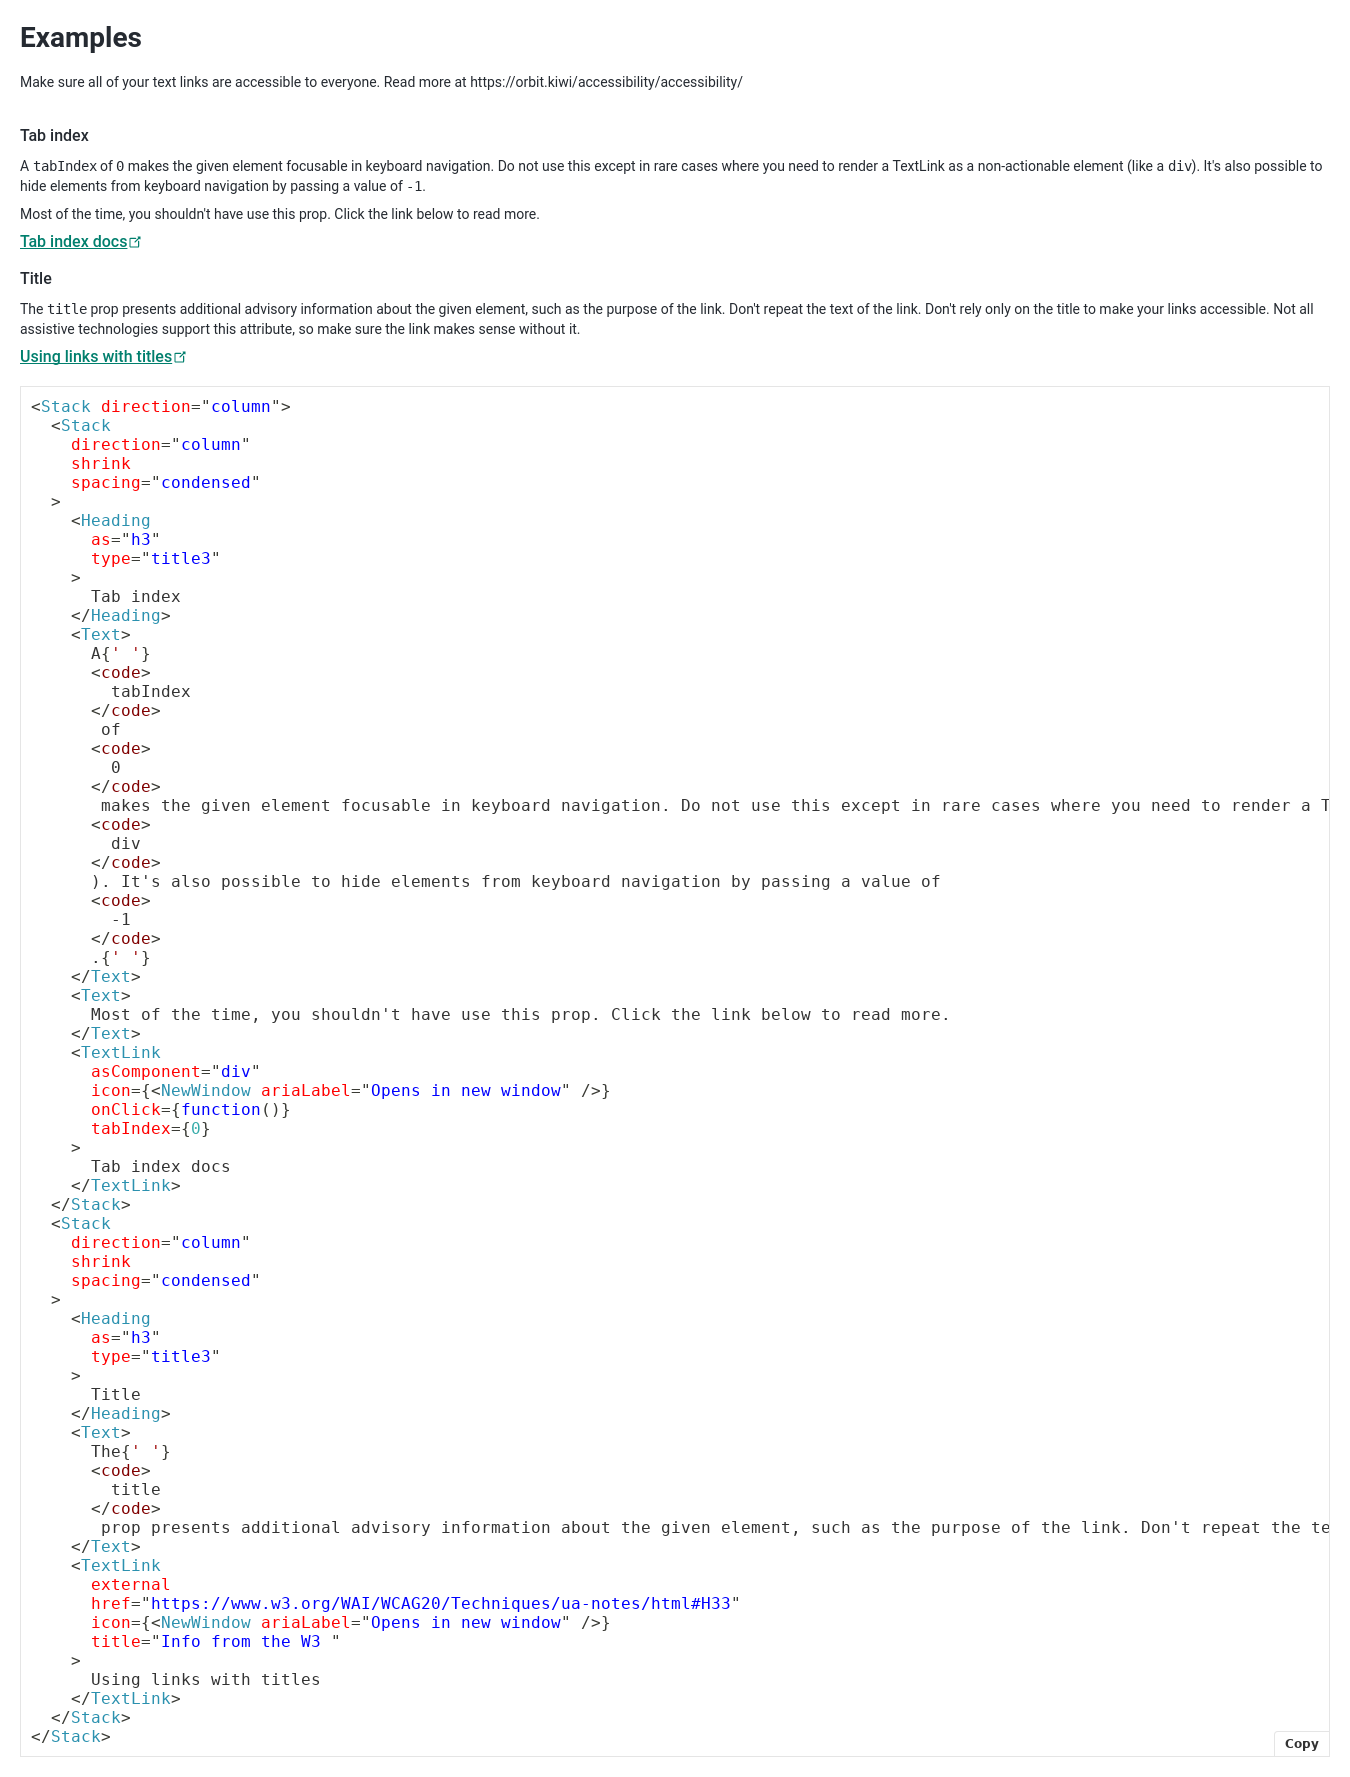 Examples
Make sure all of your text links are accessible to everyone. Read more at https://orbit.kiwi/accessibility/accessibility/
Tab index
A tabIndex of 0 makes the given element focusable in keyboard navigation. Do not use this except in rare cases where you need to render a TextLink as a non-actionable element (like a div). It's also possible to
hide elements from keyboard navigation by passing a value of -1.
Most of the time, you shouldn't have use this prop. Click the link below to read more.
Tab index docs
Title
The title prop presents additional advisory information about the given element, such as the purpose of the link. Don't repeat the text of the link. Don't rely only on the title to make your links accessible. Not all
assistive technologies support this attribute, so make sure the link makes sense without it.
Using links with titles
<Stack direction="column">
  <Stack
    direction="column"
    shrink
    spacing="condensed"
  >
    <Heading
      as="h3"
      type="title3"
    >
      Tab index
    </Heading>
    <Text>
      A{' '}
      <code>
        tabIndex
      </code>
       of
      <code>
        0
      </code>
       makes the given element focusable in keyboard navigation. Do not use this except in rare cases where you need to render a T
      <code>
        div
      </code>
      ). It's also possible to hide elements from keyboard navigation by passing a value of
      <code>
        -1
      </code>
      .{' '}
    </Text>
    <Text>
      Most of the time, you shouldn't have use this prop. Click the link below to read more.
    </Text>
    <TextLink
      asComponent="div"
      icon={<NewWindow ariaLabel="Opens in new window" />}
      onClick={function()}
      tabIndex={0}
    >
      Tab index docs
    </TextLink>
  </Stack>
  <Stack
    direction="column"
    shrink
    spacing="condensed"
  >
    <Heading
      as="h3"
      type="title3"
    >
      Title
    </Heading>
    <Text>
      The{' '}
      <code>
        title
      </code>
       prop presents additional advisory information about the given element, such as the purpose of the link. Don't repeat the te
    </Text>
    <TextLink
      external
      href="https://www.w3.org/WAI/WCAG20/Techniques/ua-notes/html#H33"
      icon={<NewWindow ariaLabel="Opens in new window" />}
      title="Info from the W3 "
    >
      Using links with titles
    </TextLink>
  </Stack>
</Stack>
Copy